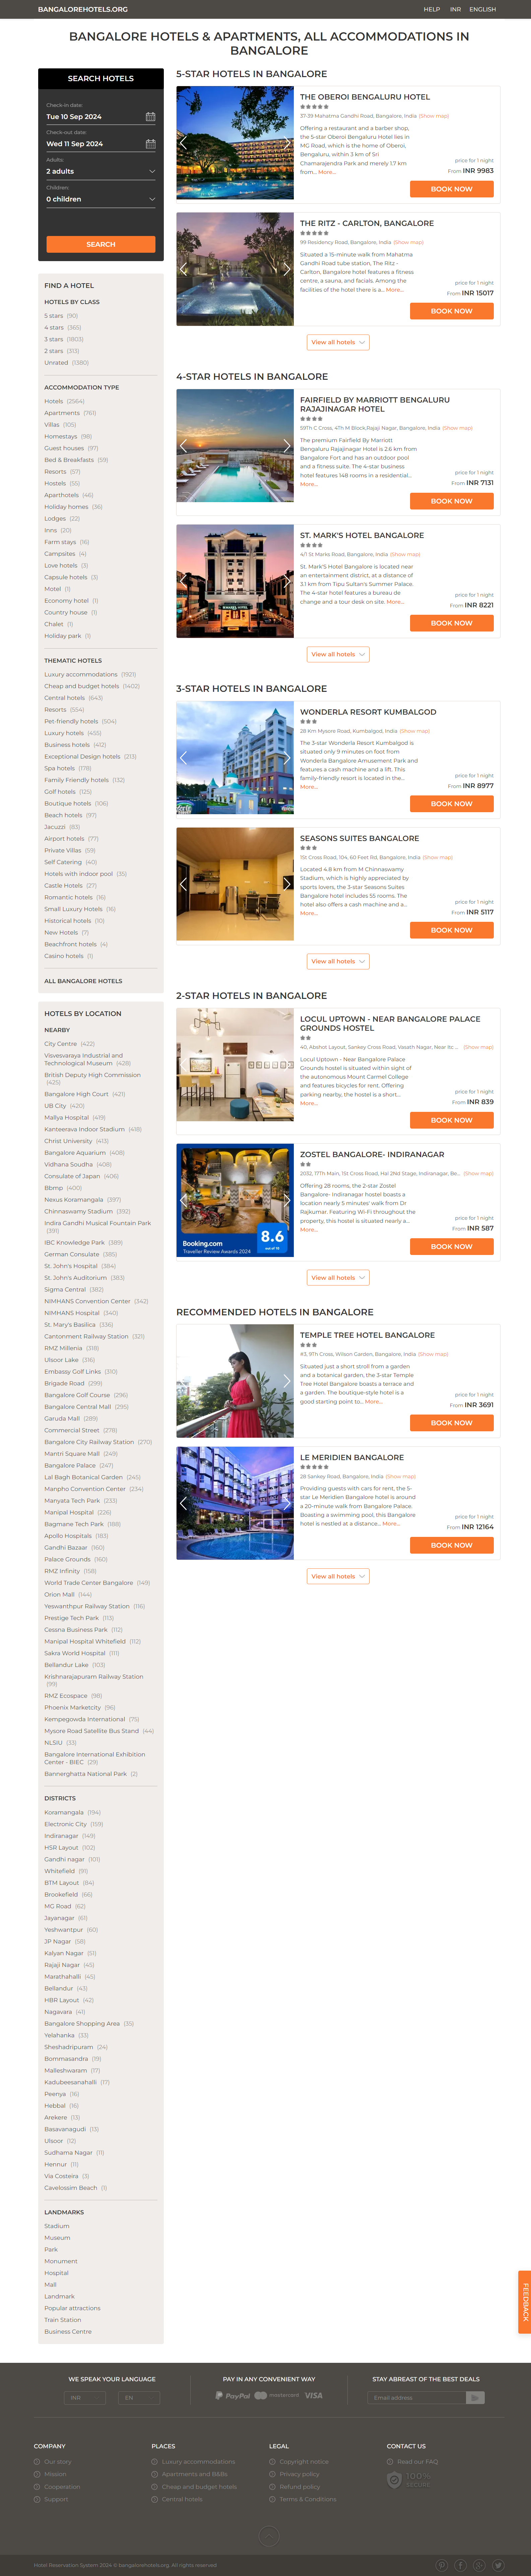 BANGALOREHOTELS.ORG
HELP INR ENGLISH
BANGALORE HOTELS & APARTMENTS, ALL ACCOMMODATIONS IN
BANGALORE
SEARCH HOTELS
Check-in date:
Tue 10 Sep 2024
Check-out date:
Wed 11 Sep 2024
Adults:
2 adults
Children:
0 children
SEARCH
FIND A HOTEL
HOTELS BY CLASS
5 stars (90)
4 stars (365)
3 stars (1803)
2 stars (313)
Unrated (1380)
ACCOMMODATION TYPE
Hotels (2564)
Apartments (761)
Villas (105)
Homestays (98)
Guest houses (97)
Bed & Breakfasts (59)
Resorts (57)
Hostels (55)
Aparthotels (46)
Holiday homes (36)
Lodges (22)
Inns (20)
Farm stays (16)
Campsites (4)
Love hotels (3)
Capsule hotels (3)
Motel (1)
Economy hotel (1)
Country house (1)
Chalet (1)
Holiday park (1)
THEMATIC HOTELS
Luxury accommodations (1921)
Cheap and budget hotels (1402)
Central hotels (643)
Resorts (554)
Pet-friendly hotels (504)
Luxury hotels (455)
Business hotels (412)
Exceptional Design hotels (213)
Spa hotels (178)
Family Friendly hotels (132)
Golf hotels (125)
Boutique hotels (106)
Beach hotels (97)
Jacuzzi (83)
Airport hotels (77)
Private Villas (59)
Self Catering (40)
Hotels with indoor pool (35)
Castle Hotels (27)
Romantic hotels (16)
Small Luxury Hotels (16)
Historical hotels (10)
New Hotels (7)
Beachfront hotels (4)
Casino hotels (1)
ALL BANGALORE HOTELS
HOTELS BY LOCATION
NEARBY
City Centre (422)
Visvesvaraya Industrial and
Technological Museum (428)
British Deputy High Commission
(425)
Bangalore High Court (421)
UB City (420)
Mallya Hospital (419)
Kanteerava Indoor Stadium (418)
Christ University (413)
Bangalore Aquarium (408)
Vidhana Soudha (408)
Consulate of Japan (406)
Bbmp (400)
Nexus Koramangala (397)
Chinnaswamy Stadium (392)
Indira Gandhi Musical Fountain Park
(391)
IBC Knowledge Park (389)
German Consulate (385)
St. John's Hospital (384)
St. John's Auditorium (383)
Sigma Central (382)
NIMHANS Convention Center (342)
NIMHANS Hospital (340)
St. Mary's Basilica (336)
Cantonment Railway Station (321)
RMZ Millenia (318)
Ulsoor Lake (316)
Embassy Golf Links (310)
Brigade Road (299)
Bangalore Golf Course (296)
Bangalore Central Mall (295)
Garuda Mall (289)
Commercial Street (278)
Bangalore City Railway Station (270)
Mantri Square Mall (249)
Bangalore Palace (247)
Lal Bagh Botanical Garden (245)
Manpho Convention Center (234)
Manyata Tech Park (233)
Manipal Hospital (226)
Bagmane Tech Park (188)
Apollo Hospitals (183)
Gandhi Bazaar (160)
Palace Grounds (160)
RMZ Infinity (158)
World Trade Center Bangalore (149)
Orion Mall (144)
Yeswanthpur Railway Station (116)
Prestige Tech Park (113)
Cessna Business Park (112)
Manipal Hospital Whitefield (112)
Sakra World Hospital (111)
Bellandur Lake (103)
Krishnarajapuram Railway Station
(99)
RMZ Ecospace (98)
Phoenix Marketcity (96)
Kempegowda International (75)
Mysore Road Satellite Bus Stand (44)
NLSIU (33)
Bangalore International Exhibition
Center - BIEC (29)
Bannerghatta National Park (2)
DISTRICTS
Koramangala (194)
Electronic City (159)
Indiranagar (149)
HSR Layout (102)
Gandhi nagar (101)
Whitefield (91)
BTM Layout (84)
Brookefield (66)
MG Road (62)
Jayanagar (61)
Yeshwantpur (60)
JP Nagar (58)
Kalyan Nagar (51)
Rajaji Nagar (45)
Marathahalli (45)
Bellandur (43)
HBR Layout (42)
Nagavara (41)
Bangalore Shopping Area (35)
Yelahanka (33)
Sheshadripuram (24)
Bommasandra (19)
Malleshwaram (17)
Kadubeesanahalli (17)
Peenya (16)
Hebbal (16)
Arekere (13)
Basavanagudi (13)
Ulsoor (12)
Sudhama Nagar (11)
Hennur (11)
Via Costeira (3)
Cavelossim Beach (1)
LANDMARKS
Stadium
Museum
Park
Monument
Hospital
Mall
Landmark
Popular attractions
Train Station
Business Centre
5-STAR HOTELS IN BANGALORE
THE OBEROI BENGALURU HOTEL
37-39 Mahatma Gandhi Road, Bangalore, India (Show map)
Offering a restaurant and a barber shop,
the 5-star Oberoi Bengaluru Hotel lies in
MG Road, which is the home of Oberoi,
Bengaluru, within 3 km of Sri
Chamarajendra Park and merely 1.7 km
from... More...
price for 1 night
From INR 9983
BOOK NOW
THE RITZ - CARLTON, BANGALORE
99 Residency Road, Bangalore, India (Show map)
Situated a 15-minute walk from Mahatma
Gandhi Road tube station, The Ritz -
Carlton, Bangalore hotel features a fitness
centre, a sauna, and facials. Among the
facilities of the hotel there is a... More...
price for 1 night
From INR 15017
BOOK NOW
View all hotels
4-STAR HOTELS IN BANGALORE
FAIRFIELD BY MARRIOTT BENGALURU
RAJAJINAGAR HOTEL
59Th C Cross, 4Th M Block,Rajaji Nagar, Bangalore, India (Show map)
The premium Fairfield By Marriott
Bengaluru Rajajinagar Hotel is 2.6 km from
Bangalore Fort and has an outdoor pool
and a fitness suite. The 4-star business
hotel features 148 rooms in a residential...
More...
price for 1 night
From INR 7131
BOOK NOW
ST. MARK'S HOTEL BANGALORE
4/1 St Marks Road, Bangalore, India (Show map)
St. Mark'S Hotel Bangalore is located near
an entertainment district, at a distance of
3.1 km from Tipu Sultan's Summer Palace.
The 4-star hotel features a bureau de
change and a tour desk on site. More...
price for 1 night
From INR 8221
BOOK NOW
View all hotels
3-STAR HOTELS IN BANGALORE
WONDERLA RESORT KUMBALGOD
28 Km Mysore Road, Kumbalgod, India (Show map)
The 3-star Wonderla Resort Kumbalgod is
situated only 9 minutes on foot from
Wonderla Bangalore Amusement Park and
features a cash machine and a lift. This
family-friendly resort is located in the...
More...
price for 1 night
From INR 8977
BOOK NOW
SEASONS SUITES BANGALORE
1St Cross Road, 104, 60 Feet Rd, Bangalore, India (Show map)
Located 4.8 km from M Chinnaswamy
Stadium, which is highly appreciated by
sports lovers, the 3-star Seasons Suites
Bangalore hotel includes 55 rooms. The
hotel also offers a cash machine and a...
More...
price for 1 night
From INR 5117
BOOK NOW
View all hotels
2-STAR HOTELS IN BANGALORE
LOCUL UPTOWN - NEAR BANGALORE PALACE
GROUNDS HOSTEL
40, Abshot Layout, Sankey Cross Road, Vasath Nagar, Near Itc ... (Show map)
Locul Uptown - Near Bangalore Palace
Grounds hostel is situated within sight of
the autonomous Mount Carmel College
and features bicycles for rent. Offering
parking nearby, the hostel is a short...
More...
price for 1 night
From INR 839
BOOK NOW
ZOSTEL BANGALORE- INDIRANAGAR
2032, 17Th Main, 1St Cross Road, Hal 2Nd Stage, Indiranagar, Be... (Show map)
Offering 28 rooms, the 2-star Zostel
Bangalore- Indiranagar hostel boasts a
location nearly 5 minutes' walk from Dr
Rajkumar. Featuring Wi-Fi throughout the
property, this hostel is situated nearly a...
More...
Booking.com
Traveller Review Awards 2024
8.6
out of 10
price for 1 night
From INR 587
BOOK NOW
View all hotels
RECOMMENDED HOTELS IN BANGALORE
TEMPLE TREE HOTEL BANGALORE
#3, 9Th Cross, Wilson Garden, Bangalore, India (Show map)
Situated just a short stroll from a garden
and a botanical garden, the 3-star Temple
Tree Hotel Bangalore boasts a terrace and
a garden. The boutique-style hotel is a
good starting point to... More...
price for 1 night
From INR 3691
BOOK NOW
LE MERIDIEN BANGALORE
28 Sankey Road, Bangalore, India (Show map)
Providing guests with cars for rent, the 5-
star Le Meridien Bangalore hotel is around
a 20-minute walk from Bangalore Palace.
Boasting a swimming pool, this Bangalore
hotel is nestled at a distance... More...
price for 1 night
From INR 12164
BOOK NOW
View all hotels
FEEDBACK
WE SPEAK YOUR LANGUAGE
INR
EN
PAY IN ANY CONVENIENT WAY
PayPal mastercard VISA
STAY ABREAST OF THE BEST DEALS
Email address
COMPANY
Our story
Mission
Cooperation
Support
PLACES
Luxury accommodations
Apartments and B&Bs
Cheap and budget hotels
Central hotels
LEGAL
Copyright notice
Privacy policy
Refund policy
Terms & Conditions
CONTACT US
Read our FAQ
100%
SECURE
Hotel Reservation System 2024 © bangalorehotels.org. All rights reserved